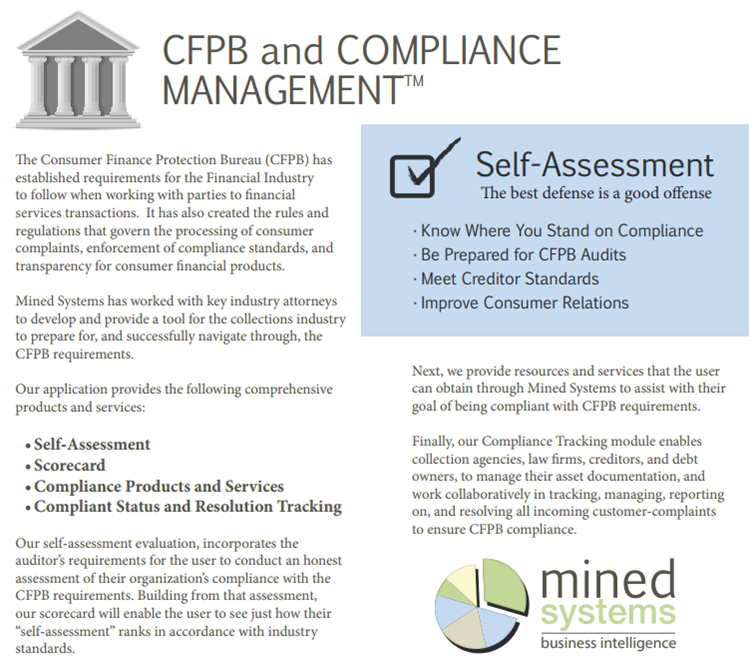 CFPB and COMPLIANCE
MANAGEMENT™
The Consumer Finance Protection Bureau (CFPB) has
established requirements for the Financial Industry
to follow when working with parties to financial
services transactions.  It has also created the rules and
regulations that govern the processing of consumer
complaints, enforcement of compliance standards, and
transparency for consumer financial products.
Mined Systems has worked with key industry attorneys
to develop and provide a tool for the collections industry
to prepare for, and successfully navigate through, the
CFPB requirements.
Our application provides the following comprehensive
products and services:
• Self-Assessment
• Scorecard
• Compliance Products and Services
• Compliant Status and Resolution Tracking
Our self-assessment evaluation, incorporates the
auditor's requirements for the user to conduct an honest
assessment of their organization's compliance with the
CFPB requirements. Building from that assessment,
our scorecard will enable the user to see just how their
"self-assessment" ranks in accordance with industry
standards.
Self-Assessment
The best defense is a good offense
· Know Where You Stand on Compliance
· Be Prepared for CFPB Audits
· Meet Creditor Standards
· Improve Consumer Relations
Next, we provide resources and services that the user
can obtain through Mined Systems to assist with their
goal of being compliant with CFPB requirements.
Finally, our Compliance Tracking module enables
collection agencies, law firms, creditors, and debt
owners, to manage their asset documentation, and
work collaboratively in tracking, managing, reporting
on, and resolving all incoming customer-complaints
to ensure CFPB compliance.
mined
systems
business intelligence